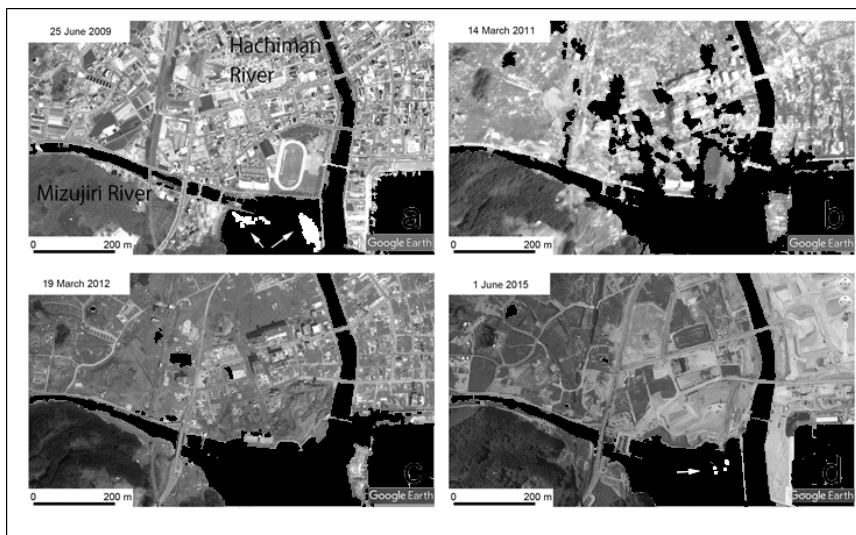 25 June 2009
Hachiman
River
Mizujiri River
a
0 200 m
Google Earth
14 March 2011
b
0 200 m
Google Earth
19 March 2012
c
0 200 m
Google Earth
1 June 2015
d
0 200 m
Google Earth